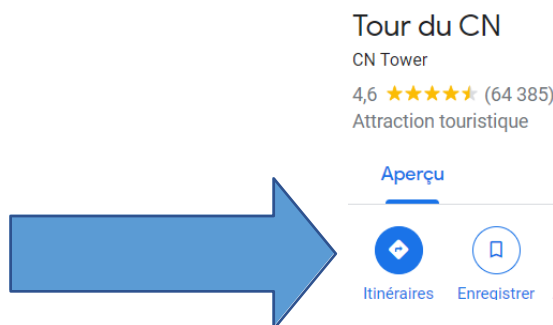 Tour du CN
CN Tower
4,6 (64 385)
Attraction touristique
Aperçu
Itinéraires Enregistrer